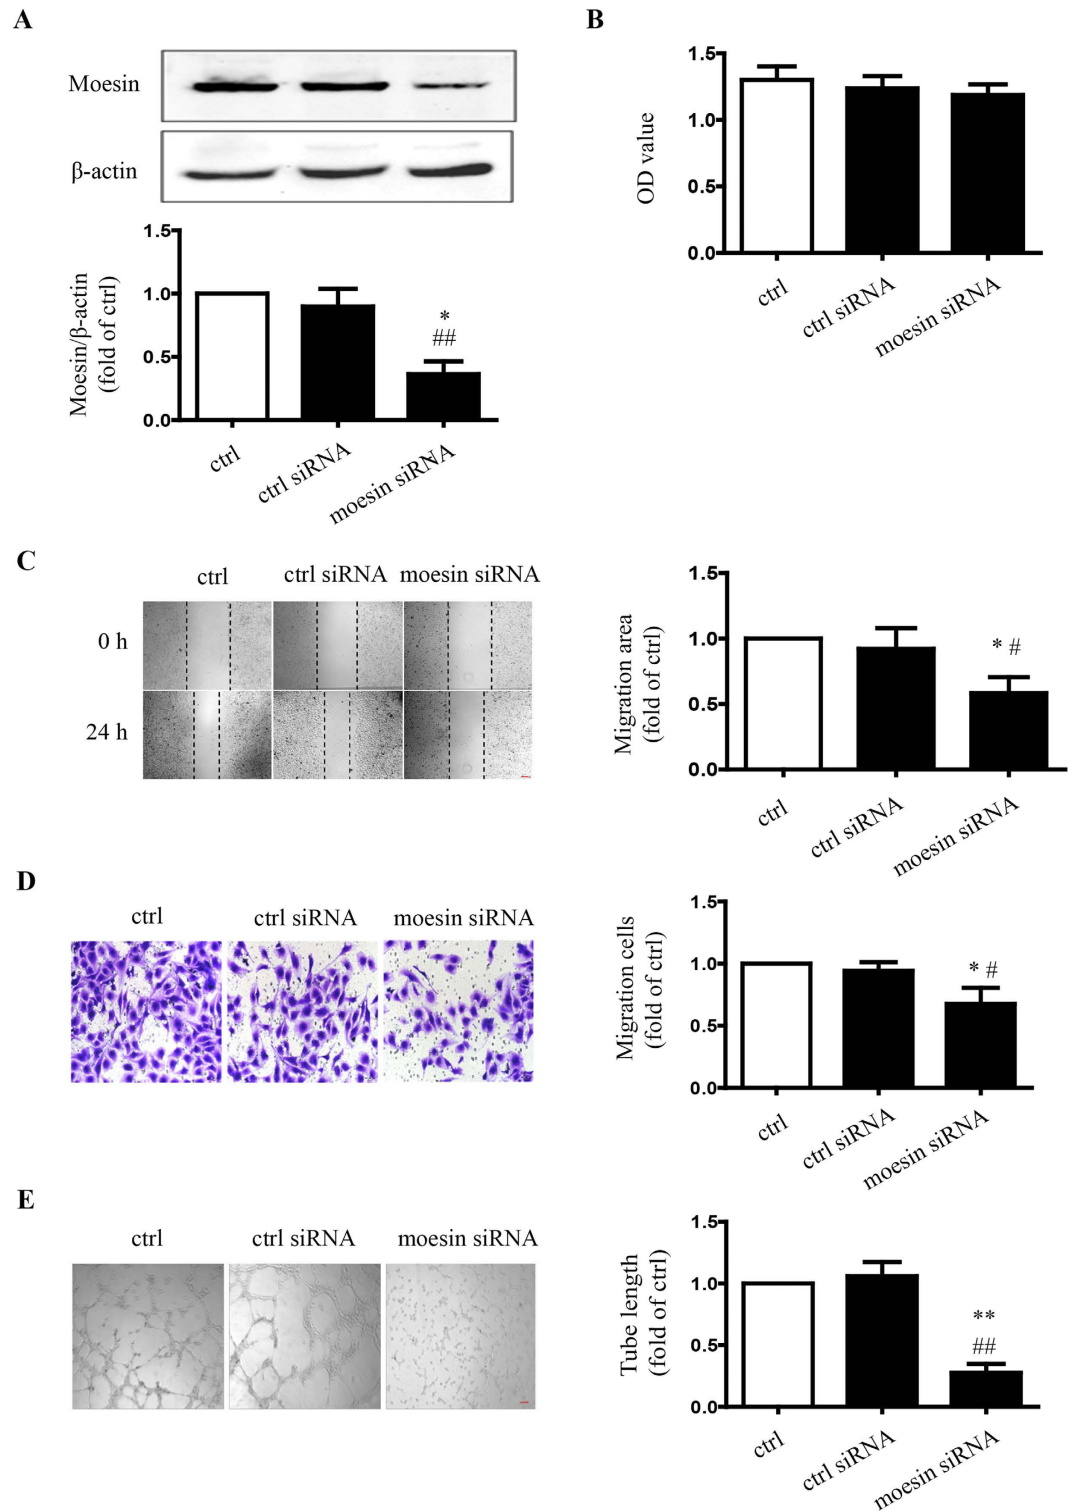 A
Moesin
β-actin
1.5
1.0
0.5
0.0
Moesin/β-actin
(fold of ctrl)
*
##
ctrl
ctrl siRNA
moesin siRNA
B
1.5
1.0
0.5
0.0
OD value
ctrl
ctrl siRNA
moesin siRNA
C
ctrl
ctrl siRNA
moesin siRNA
0 h
24 h
1.5
1.0
0.5
0.0
Migration area
(fold of ctrl)
* #
ctrl
ctrl siRNA
moesin siRNA
D
ctrl
ctrl siRNA
moesin siRNA
1.5
1.0
0.5
0.0
Migration cells
(fold of ctrl)
* #
ctrl
ctrl siRNA
moesin siRNA
E
ctrl
ctrl siRNA
moesin siRNA
1.5
1.0
0.5
0.0
Tube length
(fold of ctrl)
**
##
ctrl
ctrl siRNA
moesin siRNA